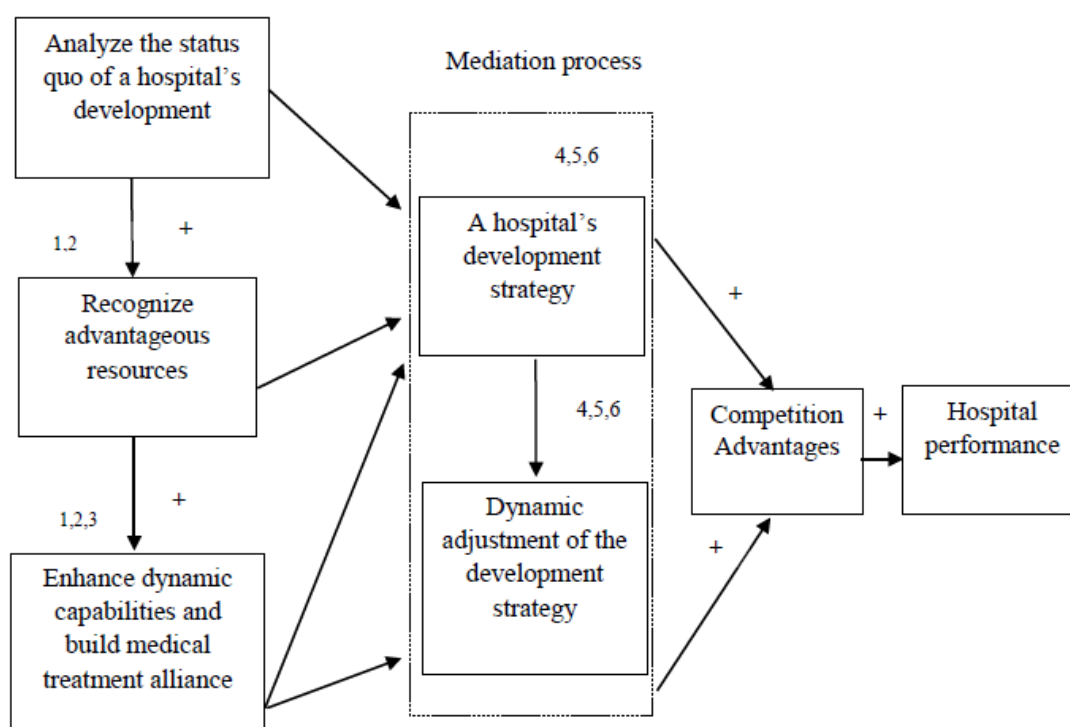 Analyze the status
quo of a hospital's
development
Mediation process
4,5,6
+
1,2
A hospital's
development
strategy
Recognize
advantageous
resources
+
4,5,6
Competition
Advantages
+
Hospital
performance
+
1,2,3
Dynamic
adjustment of the
development
strategy
+
Enhance dynamic
capabilities and
build medical
treatment alliance